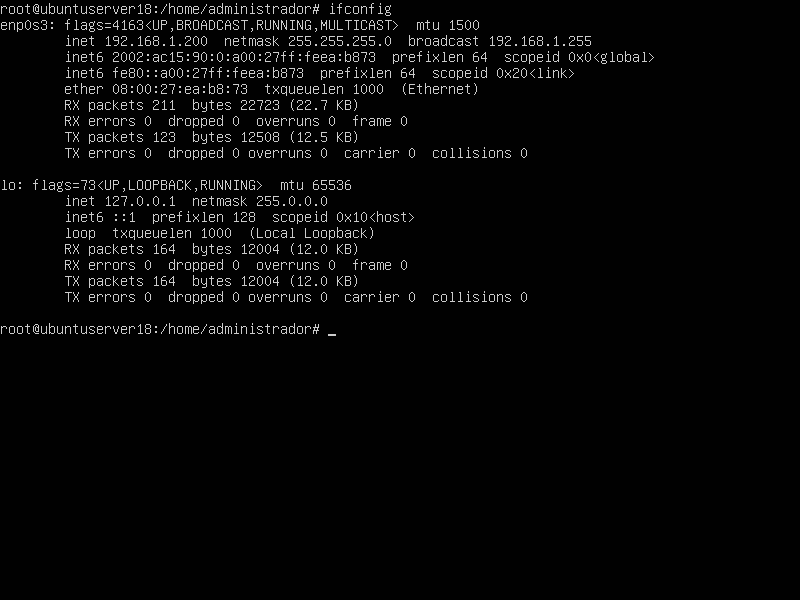 root@ubuntuserver18:/home/administrador# ifconfig
enp0s3: flags=4163<UP,BROADCAST,RUNNING,MULTICAST>  mtu 1500
        inet 192.168.1.200  netmask 255.255.255.0  broadcast 192.168.1.255
        inet6 2002:ac15:90:0:a00:27ff:feea:b873  prefixlen 64  scopeid 0x0<global>
        inet6 fe80::a00:27ff:feea:b873  prefixlen 64  scopeid 0x20<link>
        ether 08:00:27:ea:b8:73  txqueuelen 1000  (Ethernet)
        RX packets 211  bytes 22723 (22.7 KB)
        RX errors 0  dropped 0  overruns 0  frame 0
        TX packets 123  bytes 12508 (12.5 KB)
        TX errors 0  dropped 0 overruns 0  carrier 0  collisions 0

lo: flags=73<UP,LOOPBACK,RUNNING>  mtu 65536
        inet 127.0.0.1  netmask 255.0.0.0
        inet6 ::1  prefixlen 128  scopeid 0x10<host>
        loop  txqueuelen 1000  (Local Loopback)
        RX packets 164  bytes 12004 (12.0 KB)
        RX errors 0  dropped 0  overruns 0  frame 0
        TX packets 164  bytes 12004 (12.0 KB)
        TX errors 0  dropped 0 overruns 0  carrier 0  collisions 0

root@ubuntuserver18:/home/administrador# _